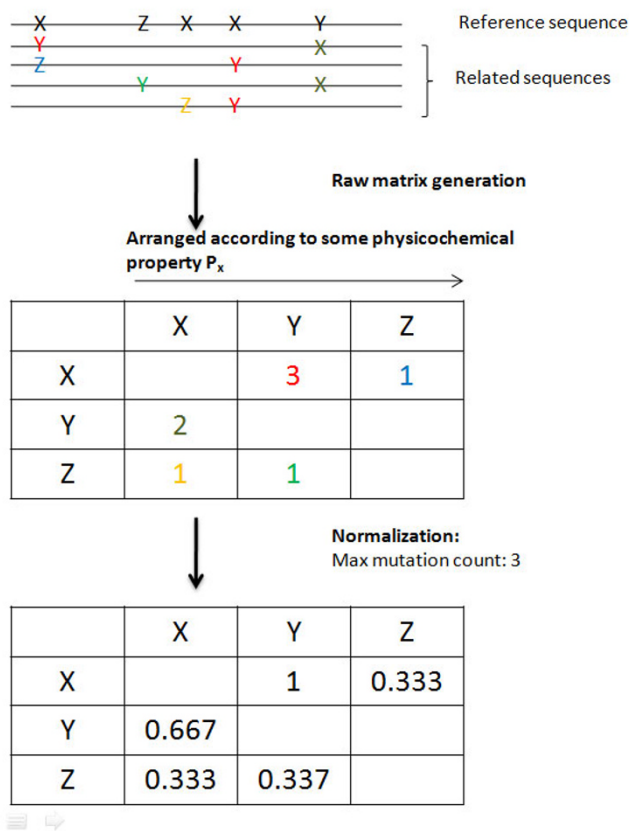 X Z X X Y Reference sequence
Y X
Z Y Related sequences
Y X
Z Y
Raw matrix generation
Arranged according to some physicochemical
property Px
X Y Z
X 3 1
Y 2
Z 1 1
Normalization:
Max mutation count: 3
X Y Z
X 1 0.333
Y 0.667
Z 0.333 0.337